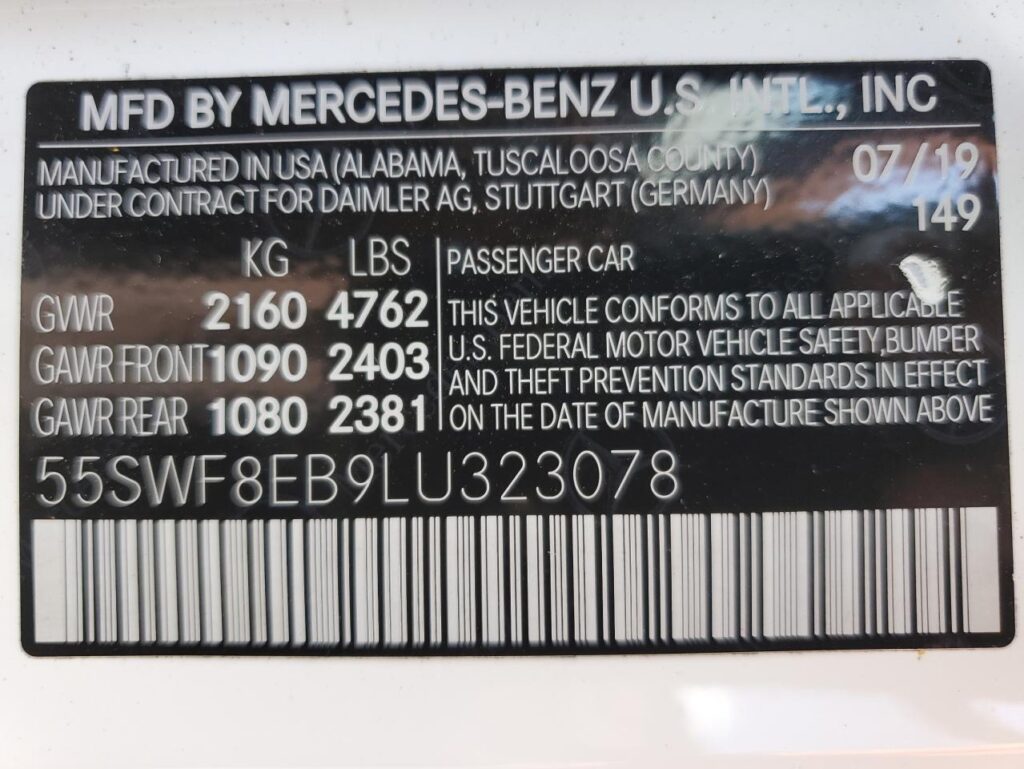 MFD BY MERCEDES-BENZ U.S. INTL., INC
MANUFACTURED IN USA (ALABAMA, TUSCALOOSA COUNTY) 07/19
UNDER CONTRACT FOR DAIMLER AG, STUTTGART (GERMANY) 149
KG LBS PASSENGER CAR
GVWR 2160 4762 THIS VEHICLE CONFORMS TO ALL APPLICABLE
GAWR FRONT 1090 2403 U.S. FEDERAL MOTOR VEHICLE SAFETY, BUMPER
AND THEFT PREVENTION STANDARDS IN EFFECT
GAWR REAR 1080 2381 ON THE DATE OF MANUFACTURE SHOWN ABOVE
55SWF8EB9LU323078